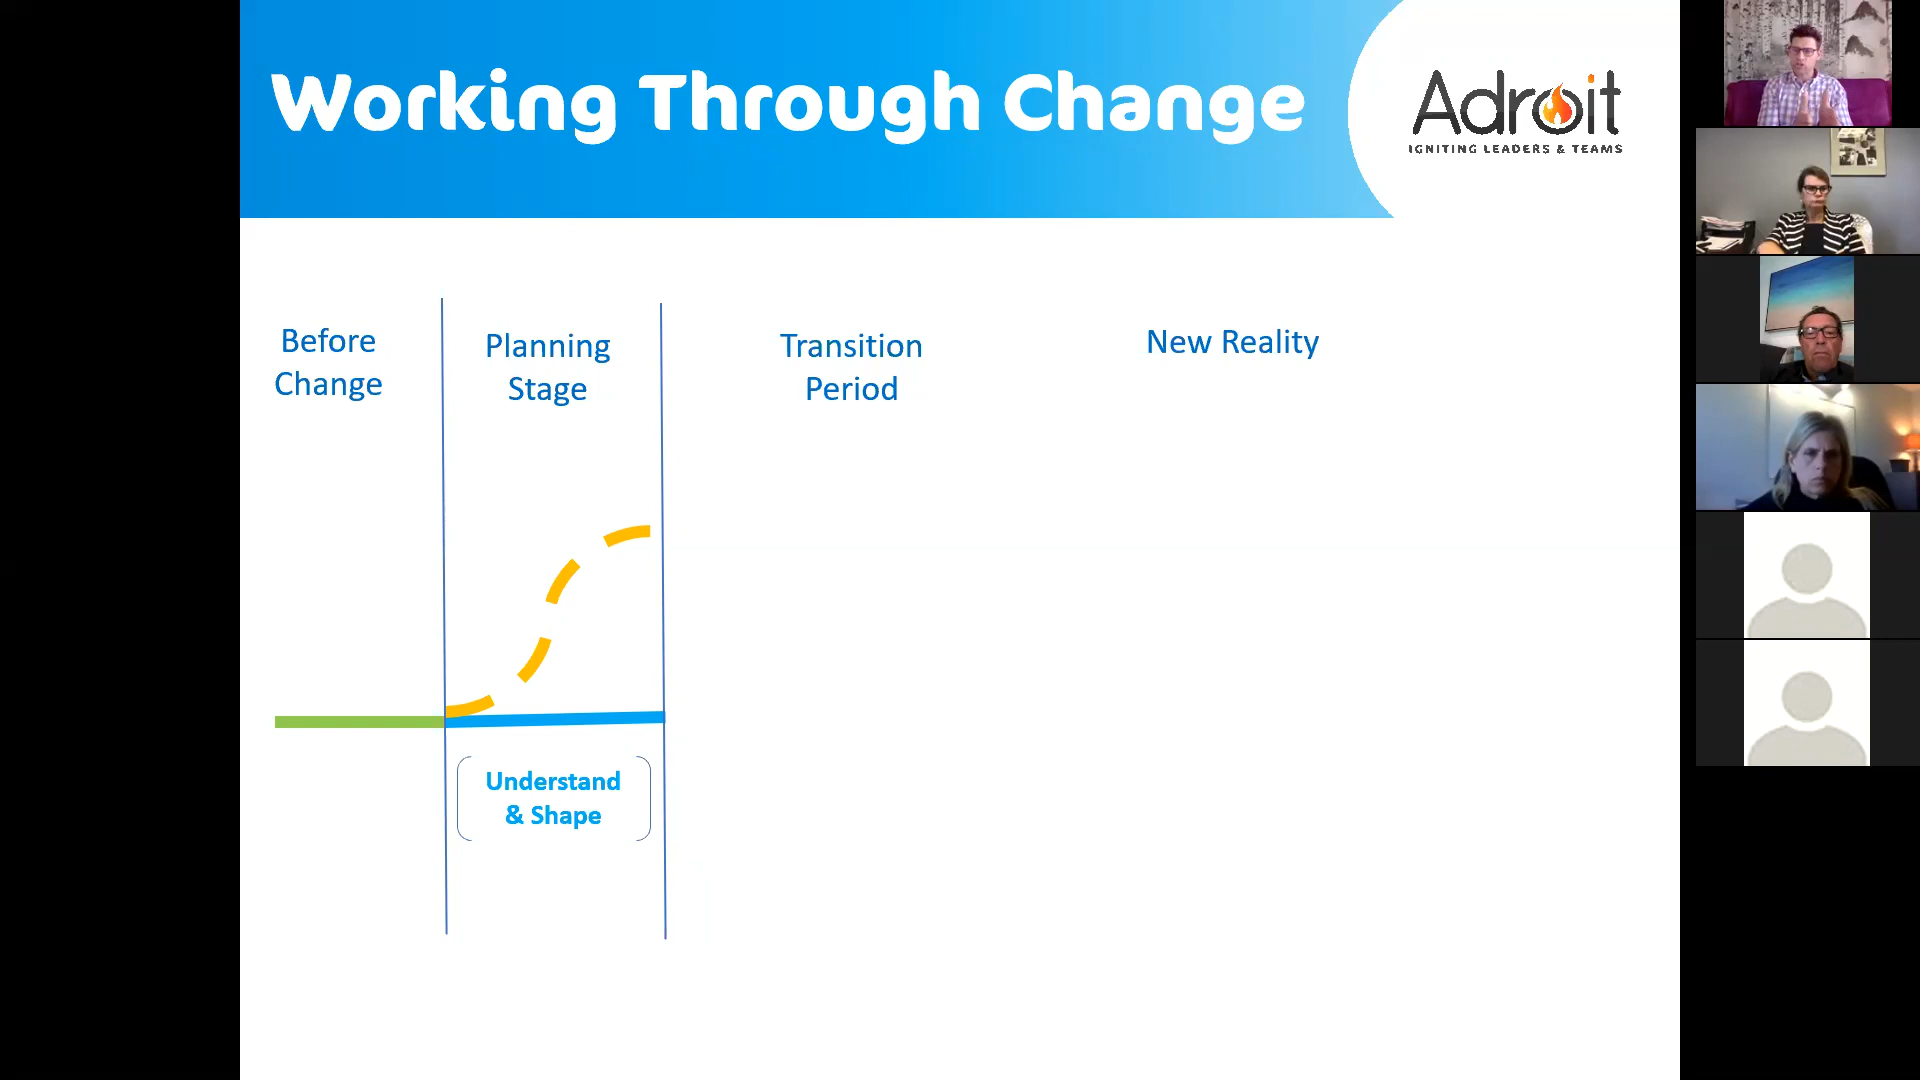 Working Through Change
Adroit
IGNITING LEADERS & TEAMS
Before
Change
Planning
Stage
Transition
Period
New Reality
Understand
& Shape